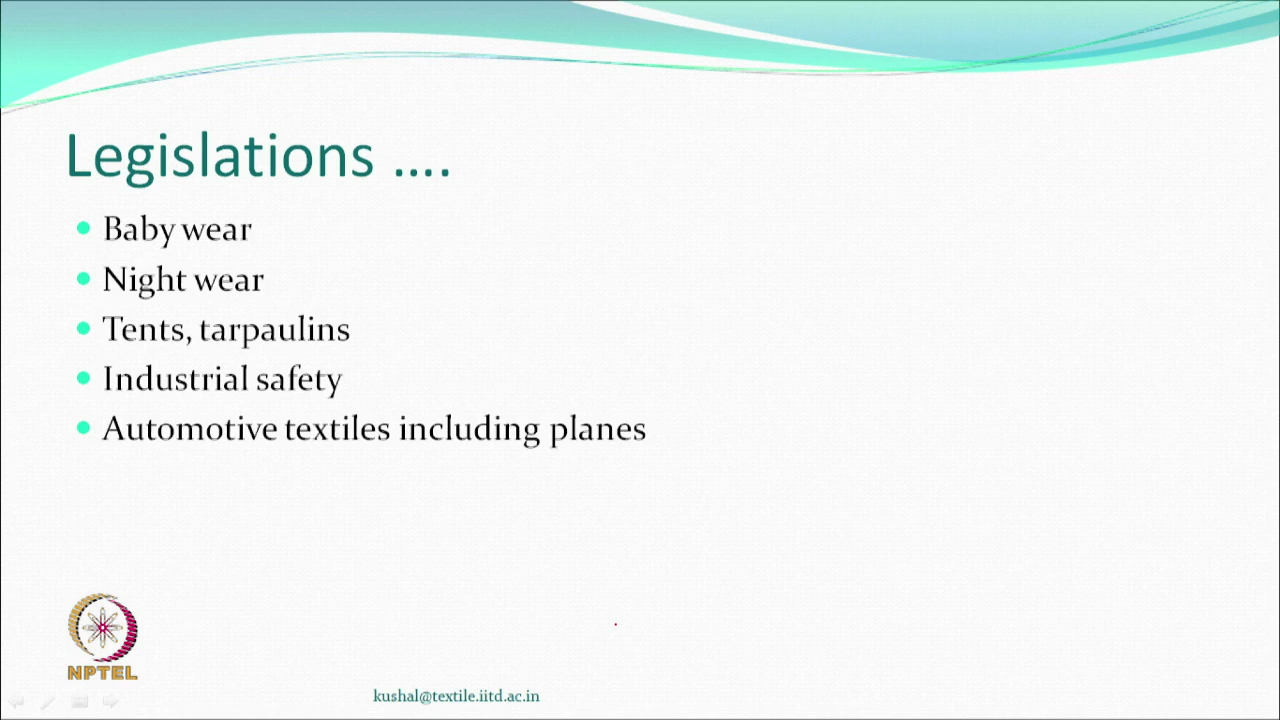 Legislations ....
Baby wear
Night wear
Tents, tarpaulins
Industrial safety
Automotive textiles including planes
NPTEL
kushal@textile.iitd.ac.in